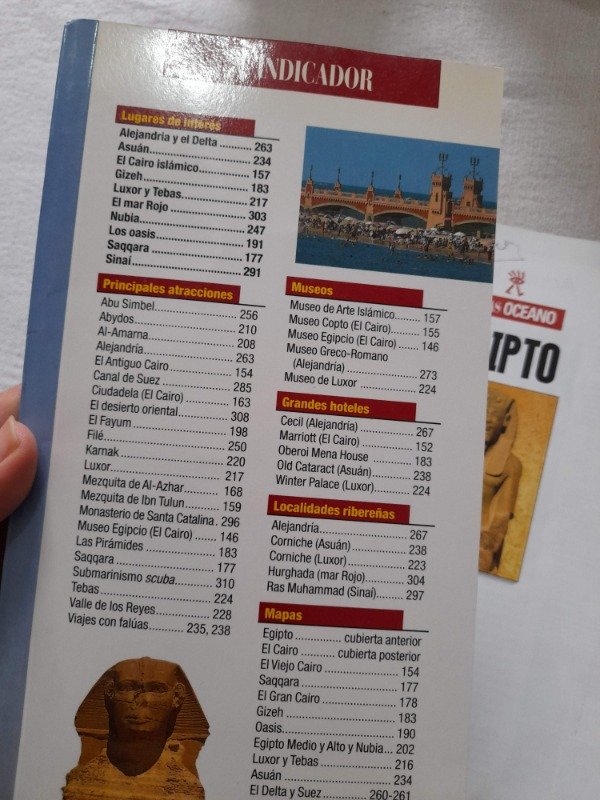 INDICADOR
Lugares de interés
Alejandría y el Delta .......... 263
Asuán .......... 234
El Cairo islámico .......... 157
Gizeh .......... 183
Luxor y Tebas .......... 217
El mar Rojo .......... 303
Nubia .......... 247
Los oasis .......... 191
Saqqara .......... 177
Sinaí .......... 291
Principales atracciones
Abu Simbel .......... 256
Abydos .......... 210
Al-Amarna .......... 208
Alejandría .......... 263
El Antiguo Cairo .......... 154
Canal de Suez .......... 285
Ciudadela (El Cairo) .......... 163
El desierto oriental .......... 308
El Fayum .......... 198
Filé .......... 250
Karnak .......... 220
Luxor .......... 217
Mezquita de Al-Azhar .......... 168
Mezquita de Ibn Tulun .......... 159
Monasterio de Santa Catalina . 296
Museo Egipcio (El Cairo) .......... 146
Las Pirámides .......... 183
Saqqara .......... 177
Submarinismo scuba .......... 310
Tebas .......... 224
Valle de los Reyes .......... 228
Viajes con falúas .......... 235, 238
Museos
Museo de Arte Islámico .......... 157
Museo Copto (El Cairo) .......... 155
Museo Egipcio (El Cairo) .......... 146
Museo Greco-Romano
(Alejandría) .......... 273
Museo de Luxor .......... 224
Grandes hoteles
Cecil (Alejandría) .......... 267
Marriott (El Cairo) .......... 152
Oberoi Mena House .......... 183
Old Cataract (Asuán) .......... 238
Winter Palace (Luxor) .......... 224
Localidades ribereñas
Alejandría .......... 267
Corniche (Asuán) .......... 238
Corniche (Luxor) .......... 223
Hurghada (mar Rojo) .......... 304
Ras Muhammad (Sinaí) .......... 297
Mapas
Egipto .......... cubierta anterior
El Cairo .......... cubierta posterior
El Viejo Cairo .......... 154
Saqqara .......... 177
El Gran Cairo .......... 178
Gizeh .......... 183
Oasis .......... 190
Egipto Medio y Alto y Nubia ... 202
Luxor y Tebas .......... 216
Asuán .......... 234
El Delta y Suez .......... 260-261
OCEANO
IPTO